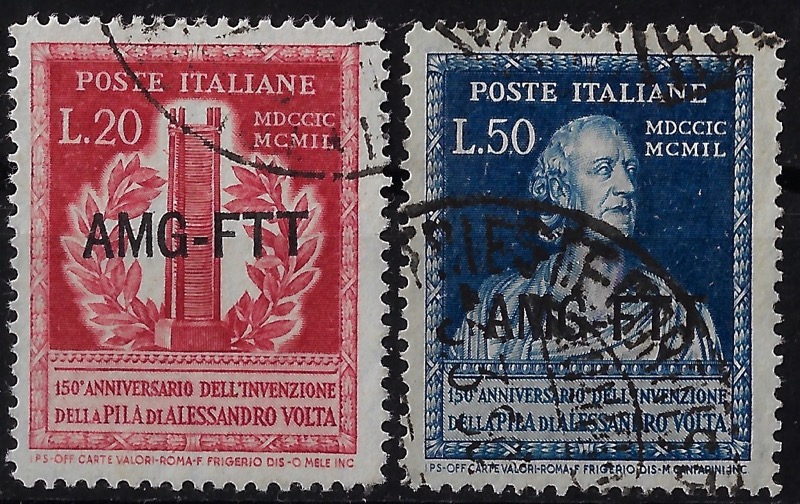 POSTE ITALIANE
L.20
MDCCIC
MCMIL
AMG-FTT
150°ANNIVERSARIO DELL'INVENZIONE
DELLA PILA DI ALESSANDRO VOLTA
I P S-OFF CARTE VALORI-ROMA-F FRIGERIO DIS-O MELE INC
POSTE ITALIANE
L.50
MDCCIC
MCMIL
TRIESTE
AMG-FTT
150°ANNIVERSARIO DELL'INVENZIONE
DELLA PILA DI ALESSANDRO VOLTA
I P S-OFF CARTE VALORI-ROMA-F FRIGERIO DIS-M CANFARINI INC